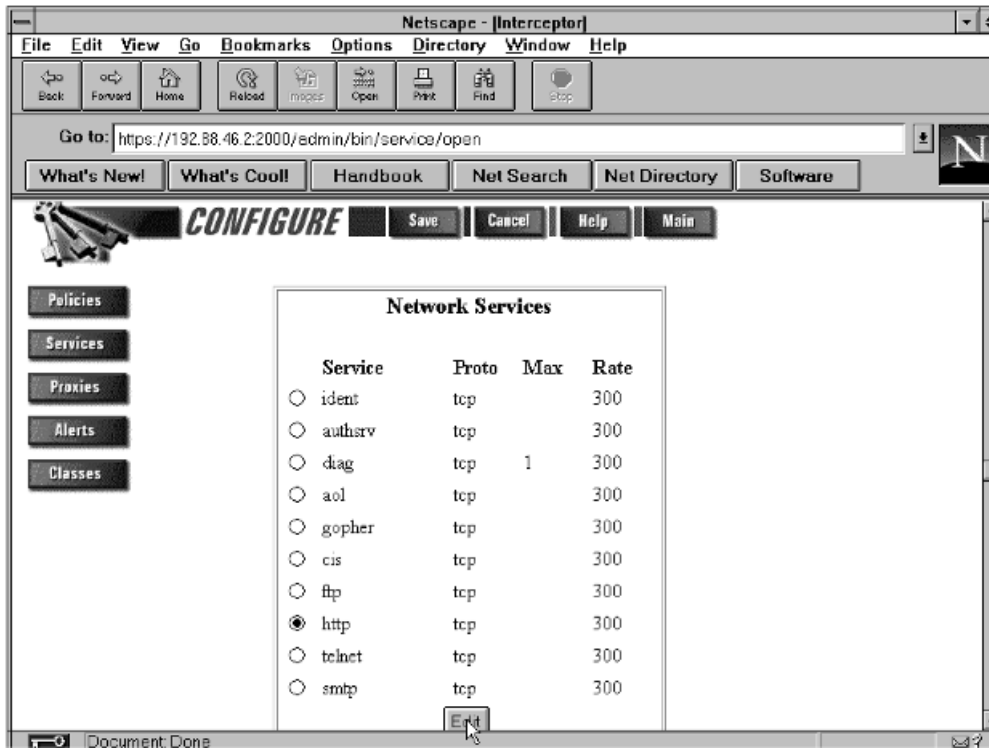 Netscape - [Interceptor]
File Edit View Go Bookmarks Options Directory Window Help
Back Forward Home Reload Images Open Print Find Stop
Go to: https://192.88.46.2:2000/admin/bin/service/open
N
What's New! What's Cool! Handbook Net Search Net Directory Software
CONFIGURE Save Cancel Help Main
Policies
Services
Proxies
Alerts
Classes
Network Services
Service Proto Max Rate
ident tcp 300
authsrv tcp 300
diag tcp 1 300
aol tcp 300
gopher tcp 300
cis tcp 300
ftp tcp 300
http tcp 300
telnet tcp 300
smtp tcp 300
Edit
Document: Done